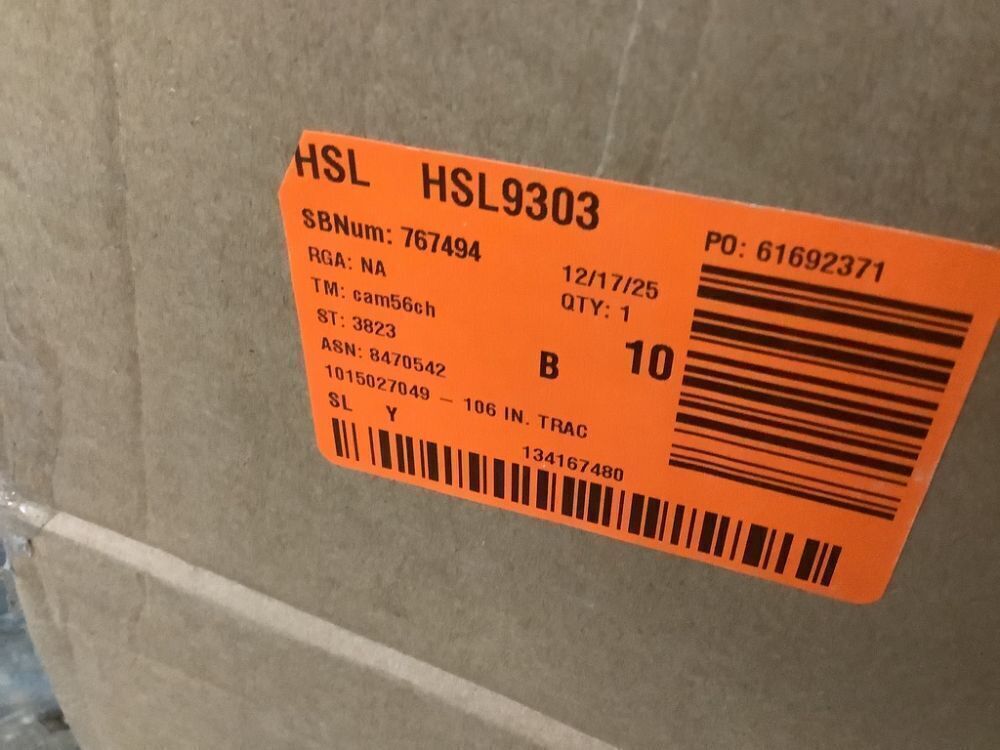 HSL HSL9303
SBNum: 767494
PO: 61692371
RGA: NA
12/17/25
TM: cam56ch
QTY: 1
ST: 3823
ASN: 8470542
B 10
1015027049 – 106 IN. TRAC
SL Y
134167480